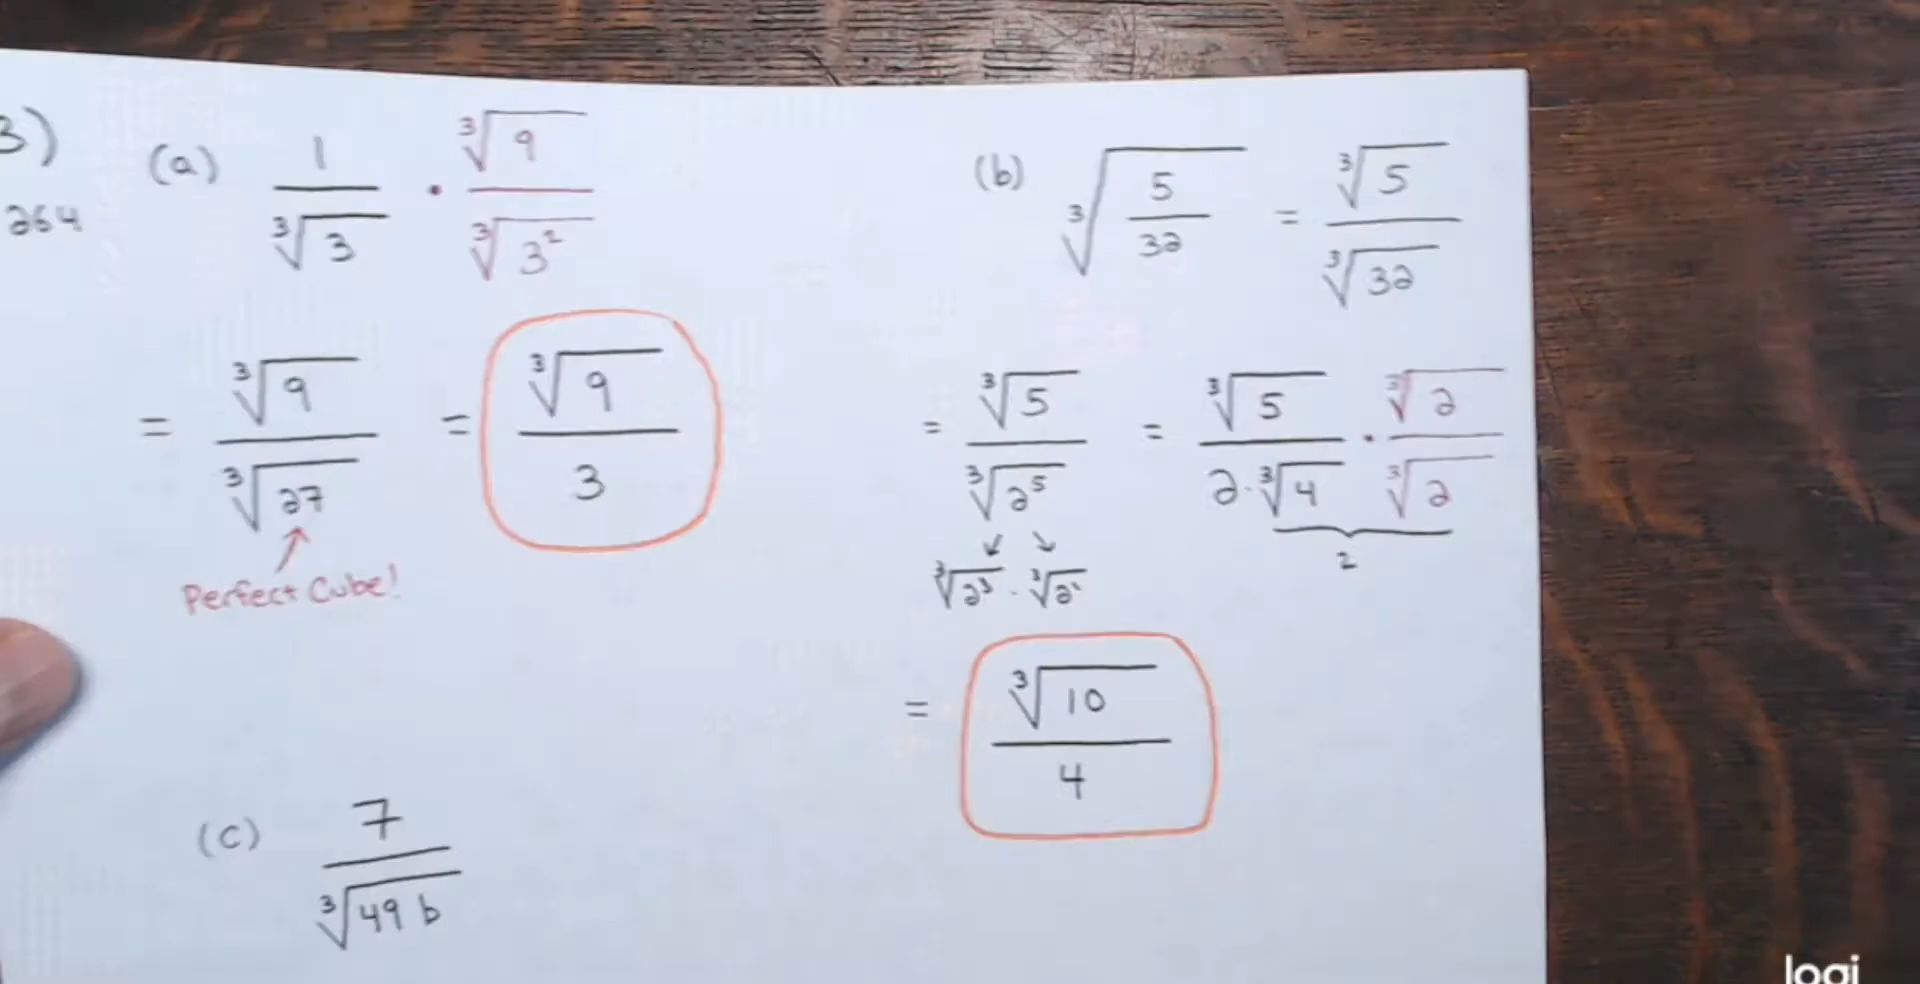 3)
264
(a) 1/∛3 · ∛9/∛3²
= ∛9/∛27 = ∛9/3
Perfect Cube!
(b) ∛(5/32) = ∛5/∛32
= ∛5/∛2⁵ = ∛5/(2·∛4) · ∛2/∛2
2
∛2³ · ∛2²
= ∛10/4
(c) 7/∛(49b)
logi